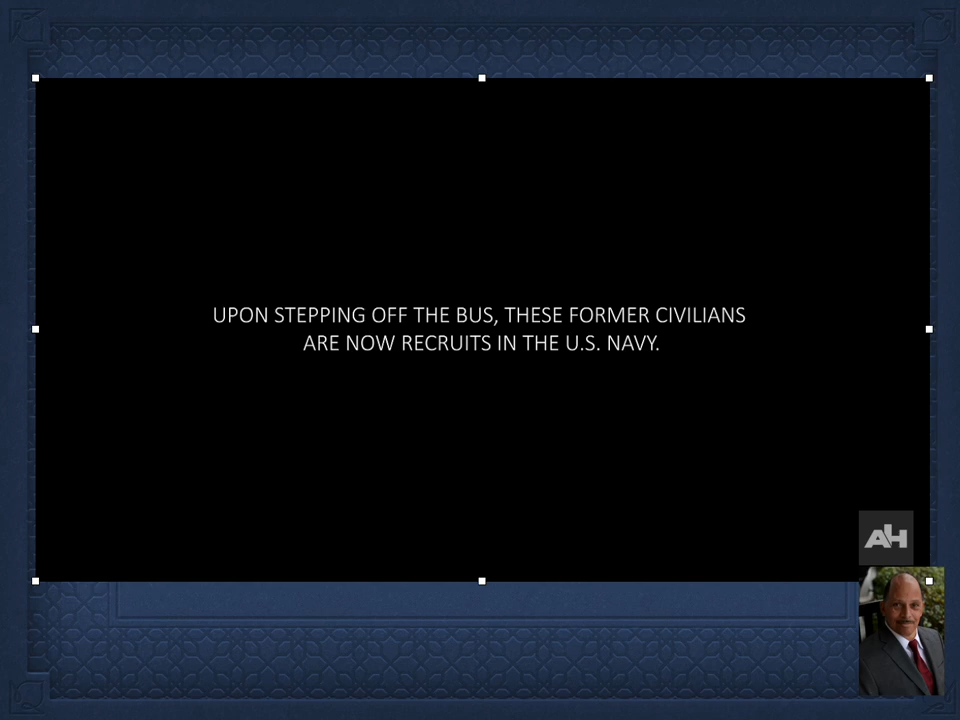 UPON STEPPING OFF THE BUS, THESE FORMER CIVILIANS
ARE NOW RECRUITS IN THE U.S. NAVY.
AH